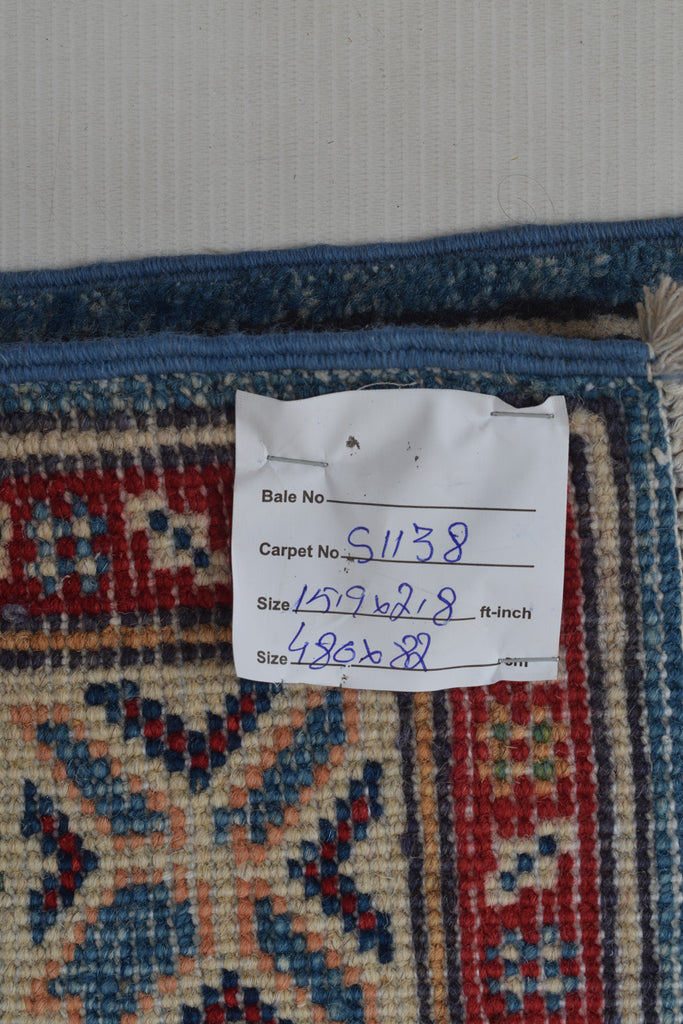 Bale No
Carpet No S1138
Size 15.9x2.8 ft-inch
Size 480x82 cm